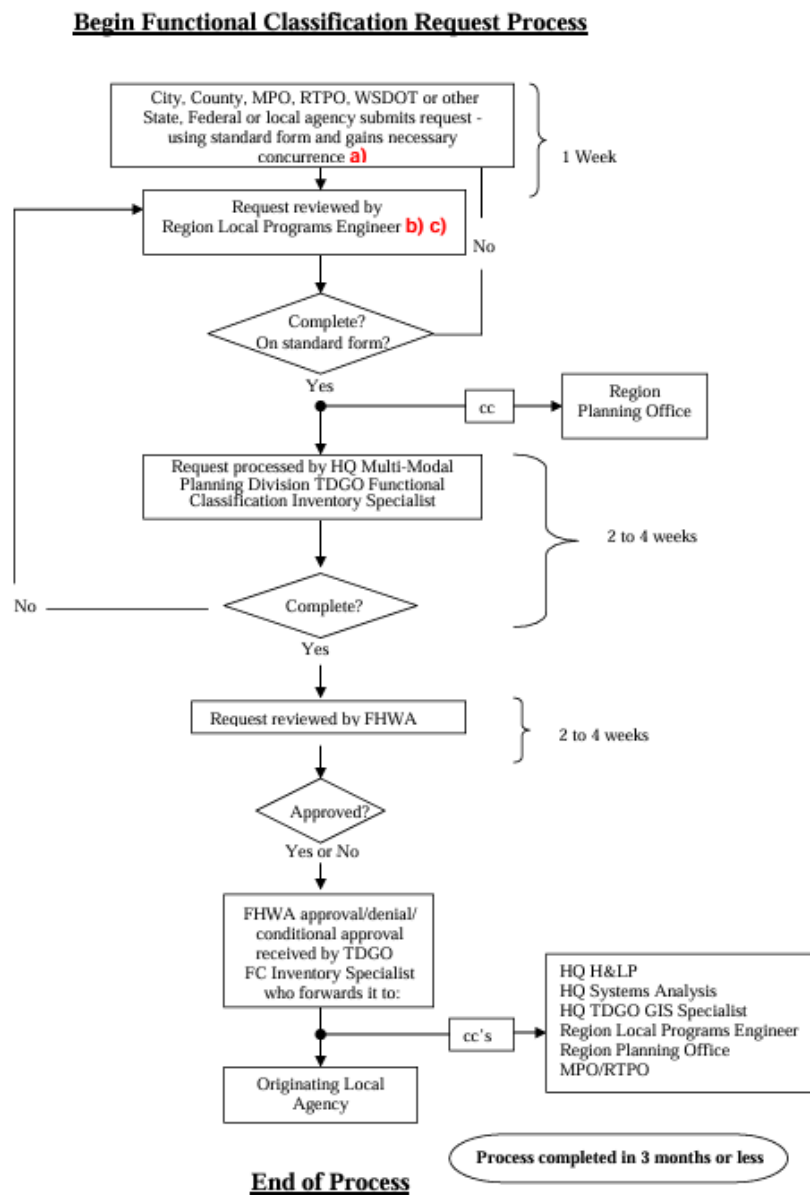 Begin Functional Classification Request Process
City, County, MPO, RTPO, WSDOT or other
State, Federal or local agency submits request -
using standard form and gains necessary
concurrence a)
1 Week
Request reviewed by
Region Local Programs Engineer b) c)
No
Complete?
On standard form?
Yes
cc
Region
Planning Office
Request processed by HQ Multi-Modal
Planning Division TDGO Functional
Classification Inventory Specialist
2 to 4 weeks
No
Complete?
Yes
Request reviewed by FHWA
2 to 4 weeks
Approved?
Yes or No
FHWA approval/denial/
conditional approval
received by TDGO
FC Inventory Specialist
who forwards it to:
cc's
HQ H&LP
HQ Systems Analysis
HQ TDGO GIS Specialist
Region Local Programs Engineer
Region Planning Office
MPO/RTPO
Originating Local
Agency
Process completed in 3 months or less
End of Process